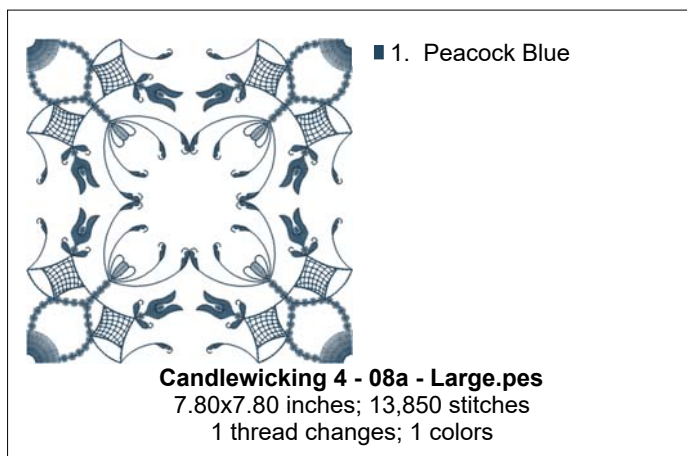 1. Peacock Blue
Candlewicking 4 - 08a - Large.pes
7.80x7.80 inches; 13,850 stitches
1 thread changes; 1 colors